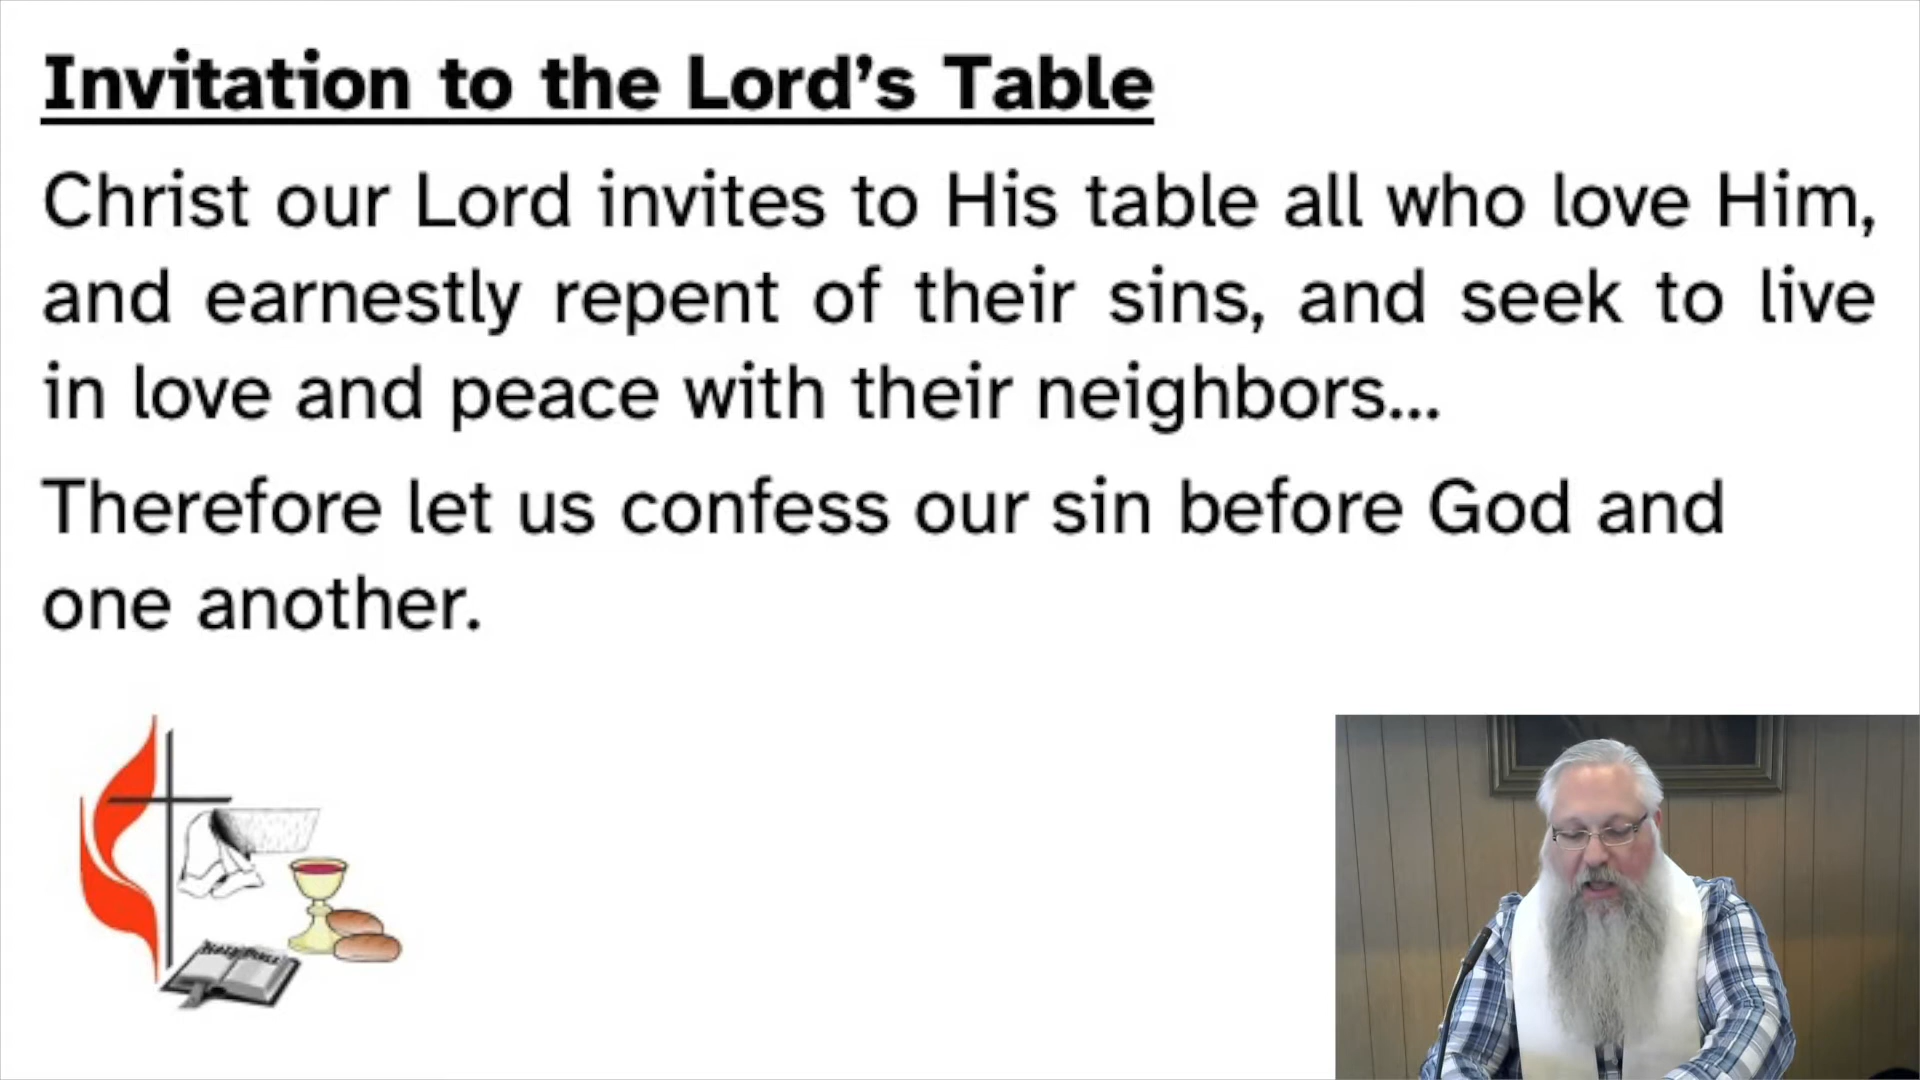 Invitation to the Lord’s Table
Christ our Lord invites to His table all who love Him,
and earnestly repent of their sins, and seek to live
in love and peace with their neighbors...
Therefore let us confess our sin before God and
one another.
HOLY BIBLE